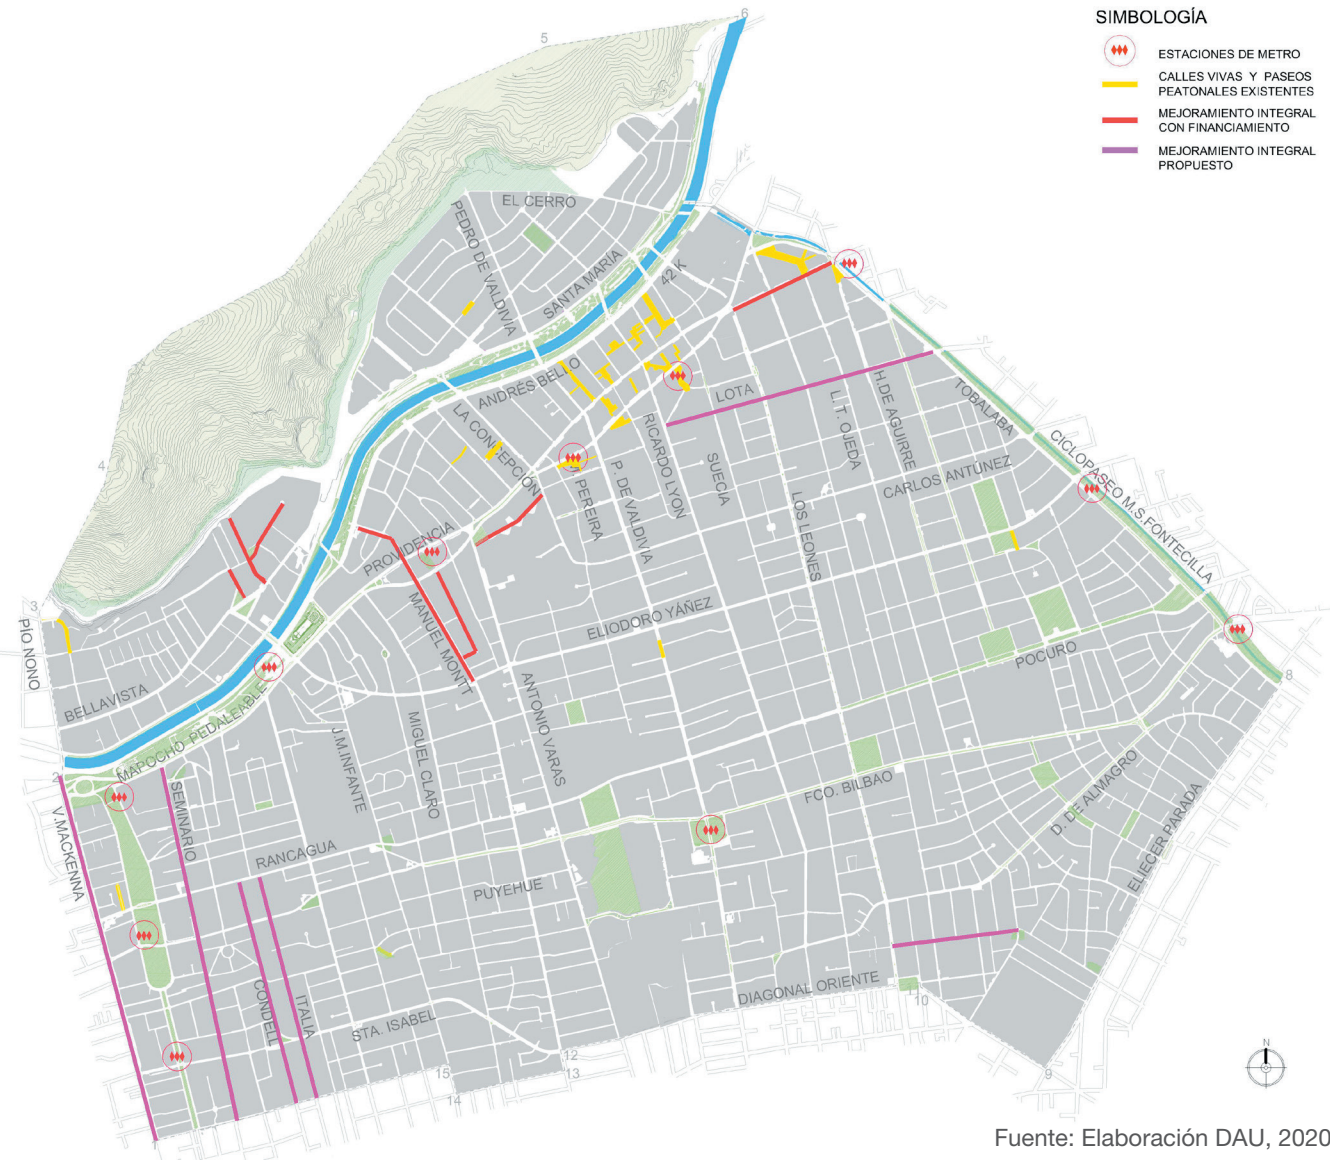 SIMBOLOGÍA
ESTACIONES DE METRO
CALLES VIVAS Y PASEOS
PEATONALES EXISTENTES
MEJORAMIENTO INTEGRAL
CON FINANCIAMIENTO
MEJORAMIENTO INTEGRAL
PROPUESTO
6
5
EL CERRO
PEDRO DE VALDIVIA
SANTA MARÍA
42 K
ANDRÉS BELLO
LA CONCEPCIÓN
LOTA
RICARDO LYON
SUECIA
L.T. OJEDA
H.DE AGUIRRE
TOBALABA
CICLOPASEO M.S.FONTECILLA
CARLOS ANTÚNEZ
PEREIRA
P. DE VALDIVIA
LOS LEONES
4
PROVIDENCIA
MANUEL MONTT
ELIODORO YÁÑEZ
POCURO
3
PÍO NONO
BELLAVISTA
MAPOCHO PEDALEABLE
ANTONIO VARAS
MIGUEL CLARO
J.M.INFANTE
8
2
V.MACKENNA
SEMINARIO
RANCAGUA
FCO. BILBAO
D. DE ALMAGRO
ELIECER PARADA
PUYEHUE
CONDELL
ITALIA
STA. ISABEL
DIAGONAL ORIENTE
11
10
9
12
13
15
14
1
N
Fuente: Elaboración DAU, 2020